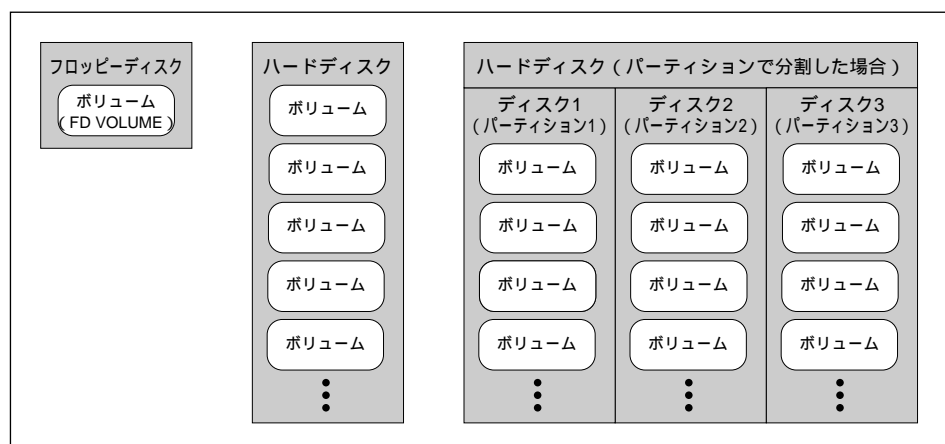 フロッピーディスク
ボリューム
( FD VOLUME )
ハードディスク
ボリューム
ボリューム
ボリューム
ボリューム
ボリューム
ハードディスク ( パーティションで分割した場合 )
ディスク1
( パーティション1 )
ボリューム
ボリューム
ボリューム
ボリューム
ディスク2
( パーティション2 )
ボリューム
ボリューム
ボリューム
ボリューム
ディスク3
( パーティション3 )
ボリューム
ボリューム
ボリューム
ボリューム